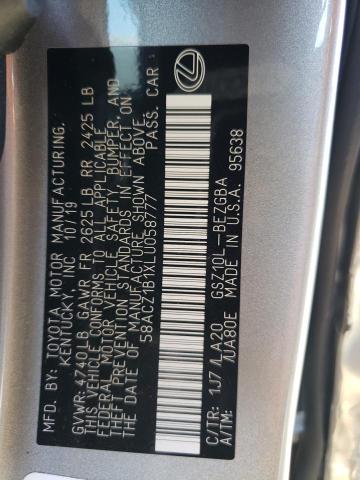 MFD. BY: TOYOTA MOTOR MANUFACTURING,
KENTUCKY, INC 10/19
GVWR: 4740LB GAWR FR 2625LB RR 2425 LB
THIS VEHICLE CONFORMS TO ALL APPLICABLE
FEDERAL MOTOR VEHICLE SAFETY, BUMPER, AND
THEFT PREVENTION STANDARDS IN EFFECT ON
DATE OF MANUFACTURE SHOWN ABOVE.
58ACZ1B1XLU058777 PASS. CAR
C/TR: 1J7 /LA20 GSZ10L-BEZGBA
A/TM: /UA80E MADE IN U.S.A. 95638